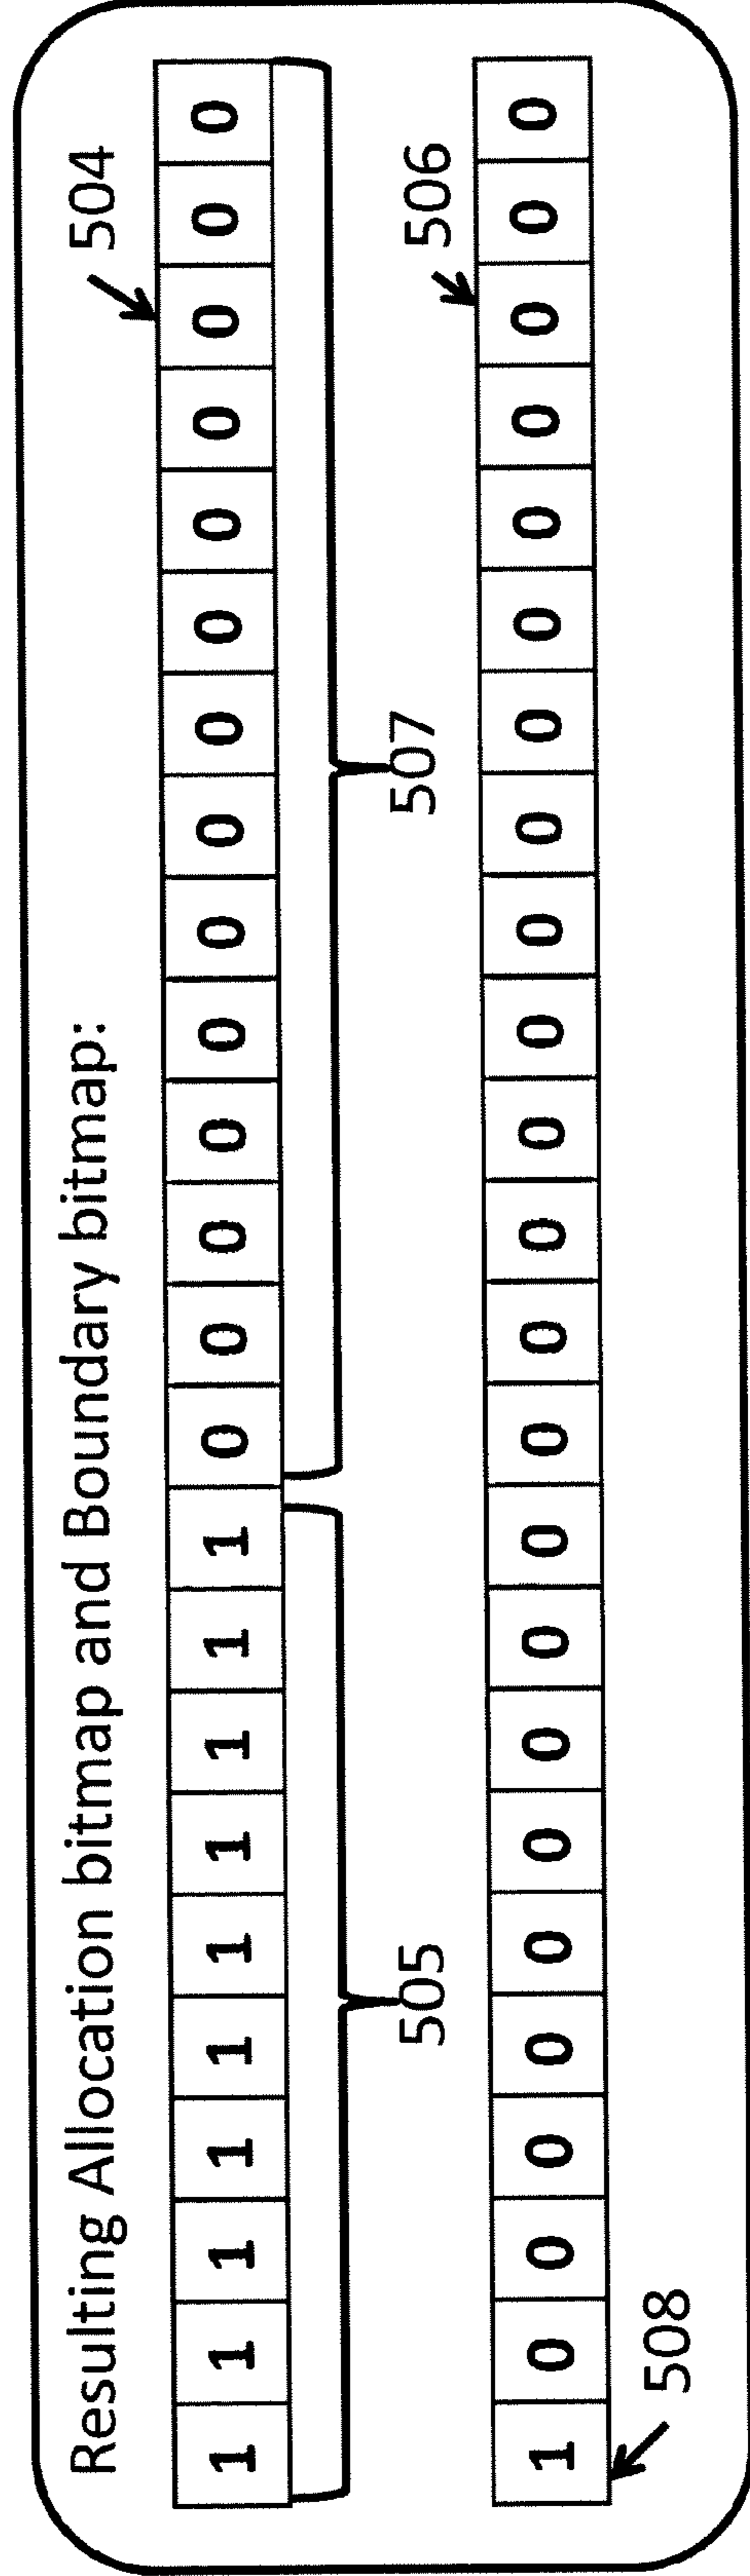 Resulting Allocation bitmap and Boundary bitmap:
504
1 1 1 1 1 1 1 1 1 1 0 0 0 0 0 0 0 0 0 0 0 0 0 0
505 507 506
1 0 0 0 0 0 0 0 0 0 0 0 0 0 0 0 0 0 0 0 0 0 0 0
508